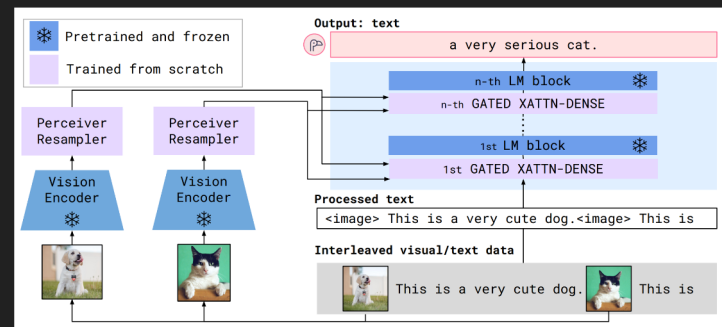 Pretrained and frozen
Trained from scratch
Perceiver
Resampler
Perceiver
Resampler
Vision
Encoder
Vision
Encoder
Output: text
a very serious cat.
n-th LM block
n-th GATED XATTN-DENSE
1st LM block
1st GATED XATTN-DENSE
Processed text
<image> This is a very cute dog.<image> This is
Interleaved visual/text data
This is a very cute dog.
This is